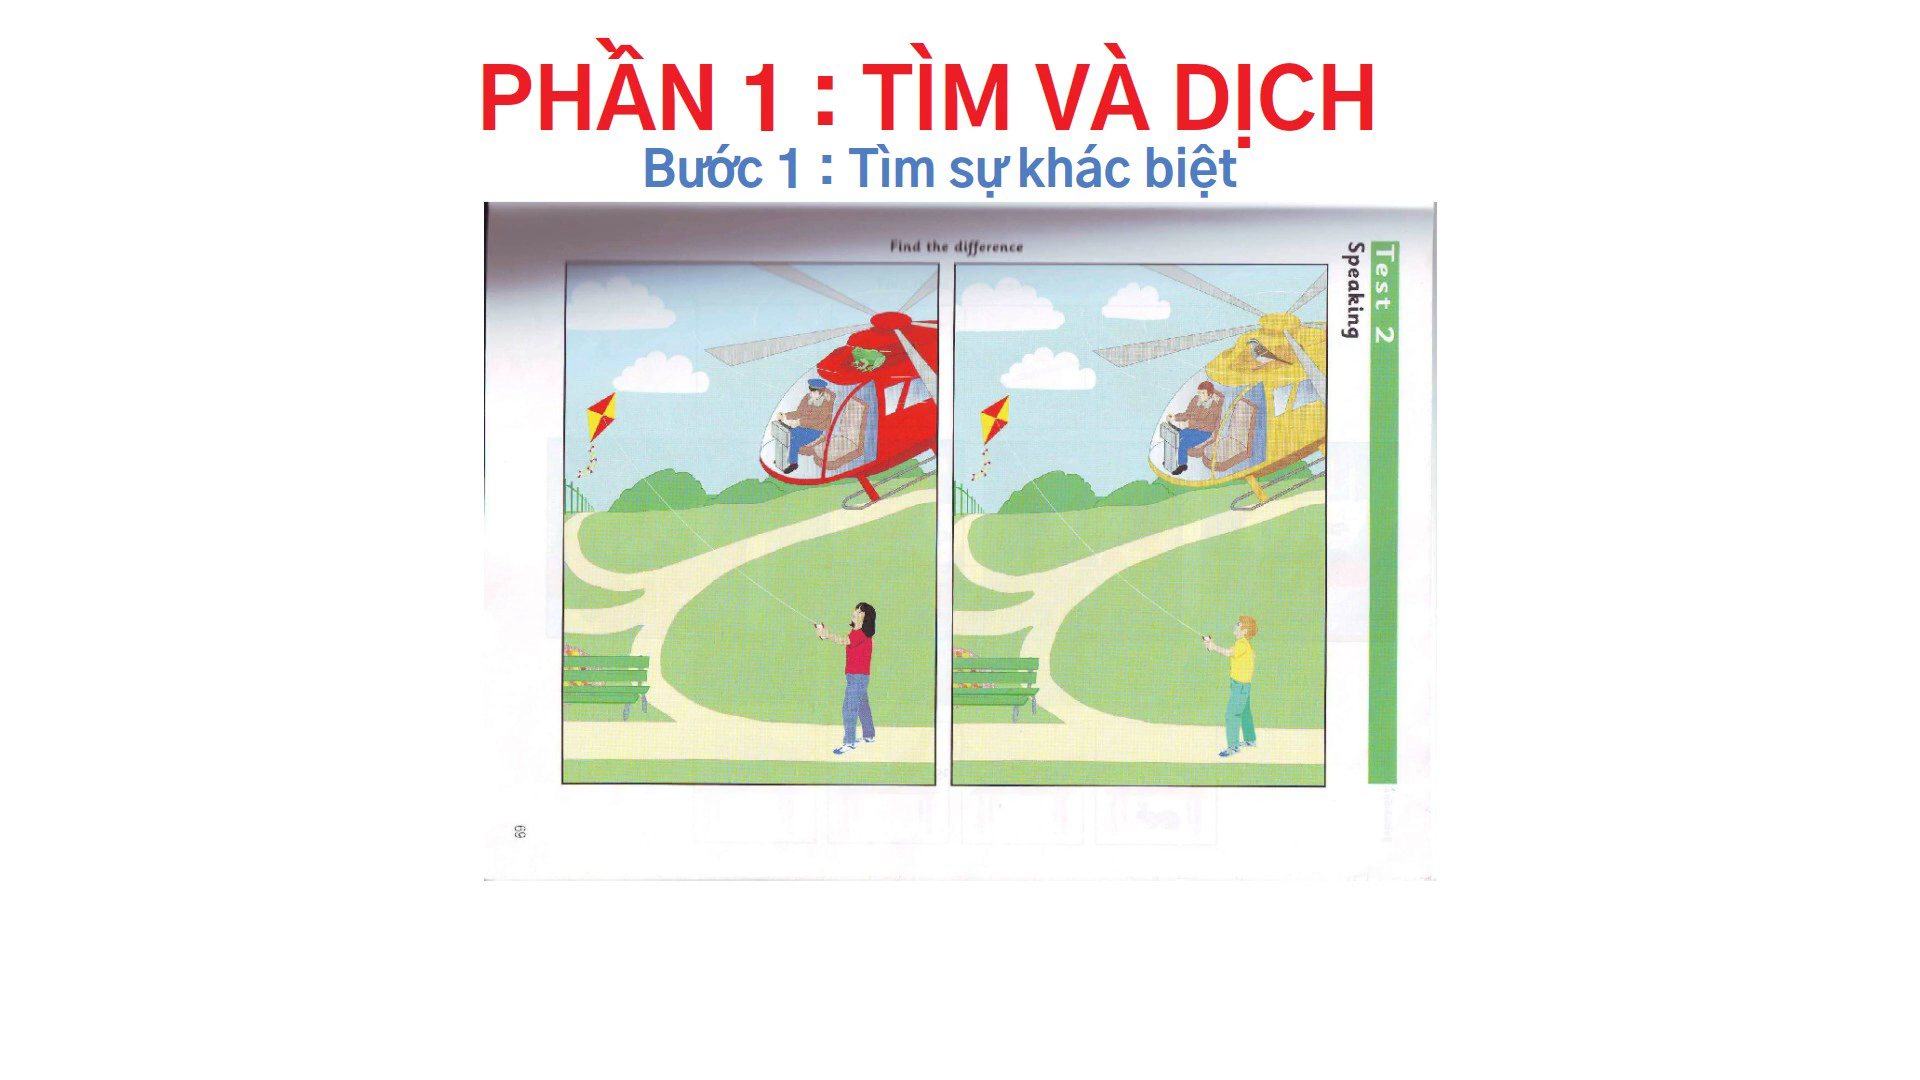 PHẦN 1 : TÌM VÀ DỊCH
Bước 1 : Tìm sự khác biệt
Find the difference
Test 2
Speaking
69